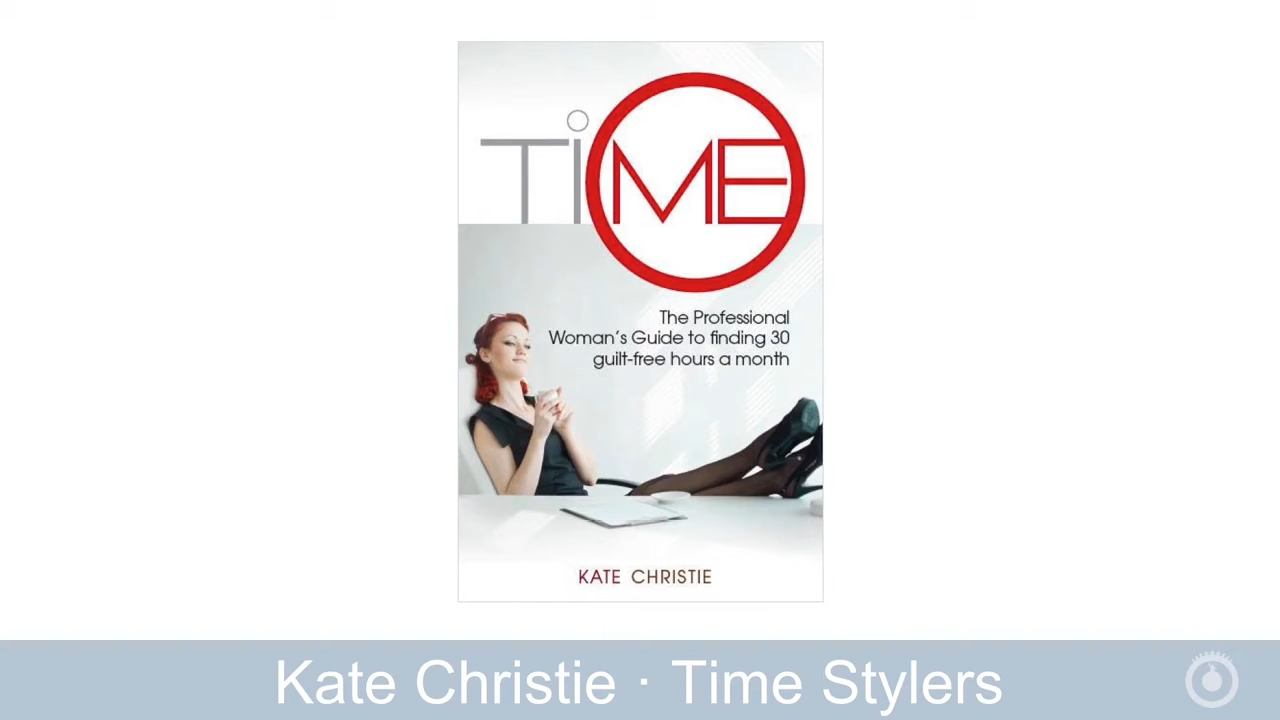 TiME
The Professional
Woman's Guide to finding 30
guilt-free hours a month
KATE CHRISTIE
Kate Christie · Time Stylers